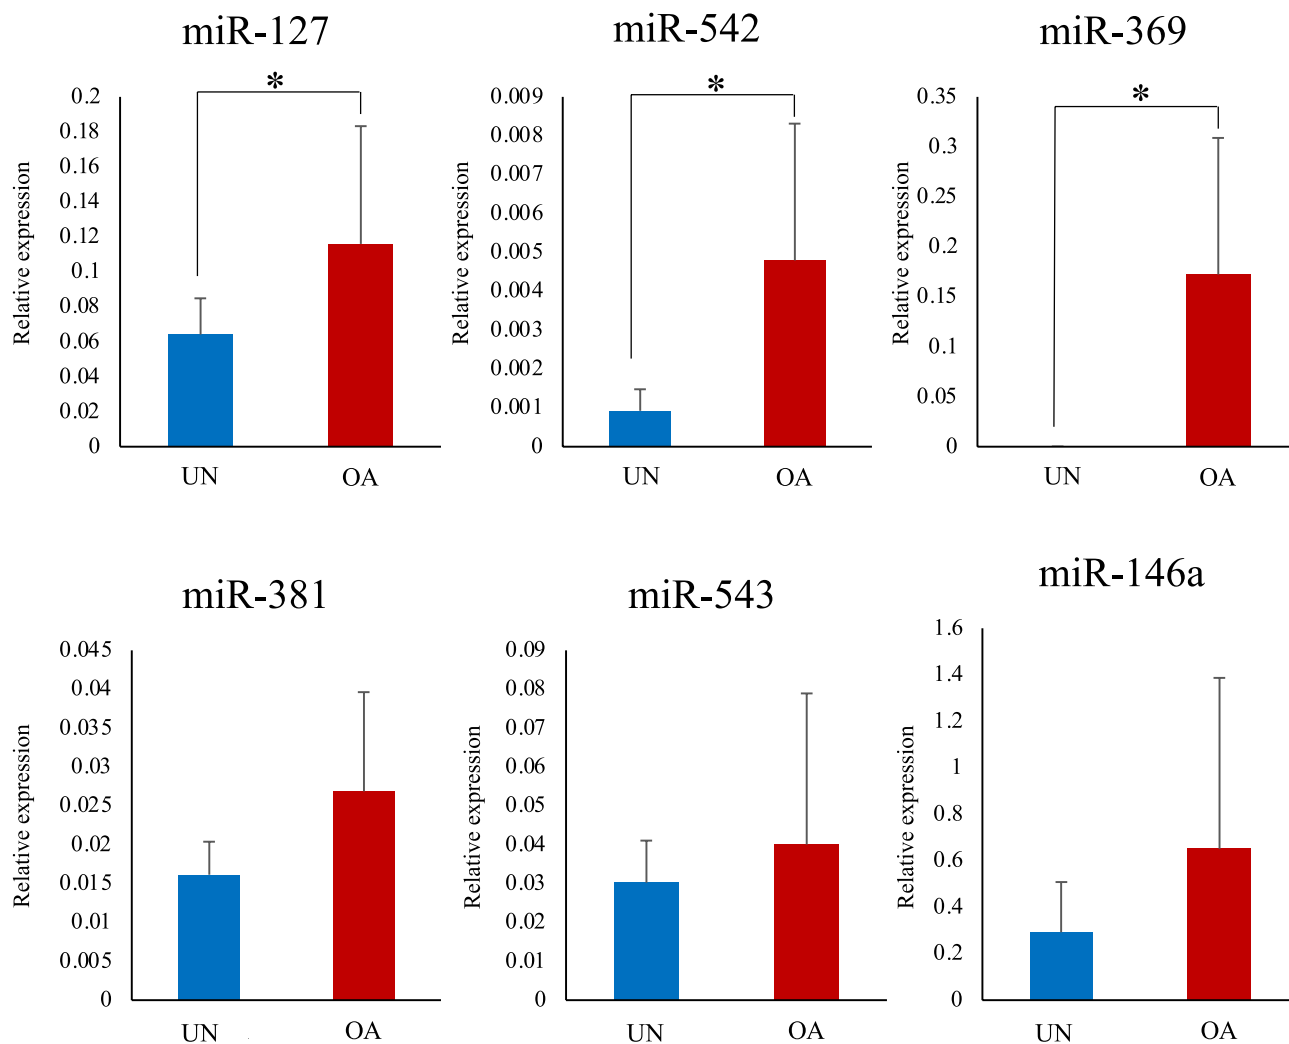 miR-127
*
Relative expression
0.2
0.18
0.16
0.14
0.12
0.1
0.08
0.06
0.04
0.02
0
UN
OA
miR-542
*
Relative expression
0.009
0.008
0.007
0.006
0.005
0.004
0.003
0.002
0.001
0
UN
OA
miR-369
*
Relative expression
0.35
0.3
0.25
0.2
0.15
0.1
0.05
0
UN
OA
miR-381
Relative expression
0.045
0.04
0.035
0.03
0.025
0.02
0.015
0.01
0.005
0
UN
OA
miR-543
Relative expression
0.09
0.08
0.07
0.06
0.05
0.04
0.03
0.02
0.01
0
UN
OA
miR-146a
Relative expression
1.6
1.4
1.2
1
0.8
0.6
0.4
0.2
0
UN
OA